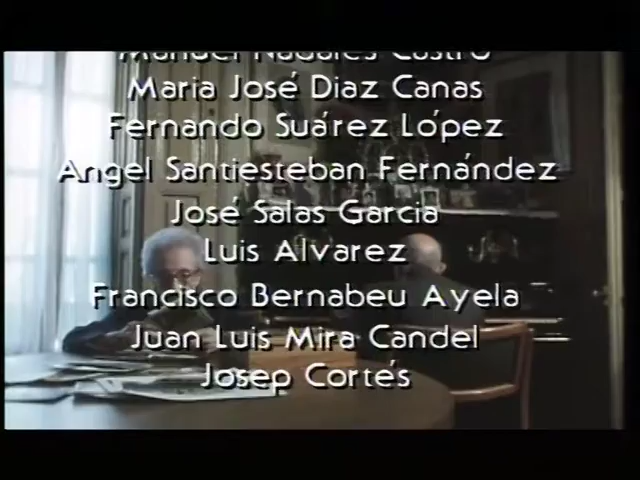 Maria José Diaz Canas
Fernando Suárez López
Angel Santiesteban Fernández
José Salas Garcia
Luis Alvarez
Francisco Bernabeu Ayela
Juan Luis Mira Candel
Josep Cortés